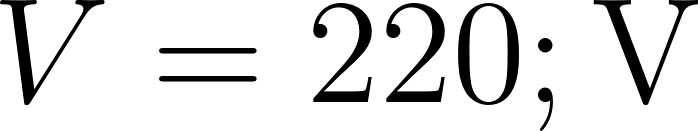 V = 220; V